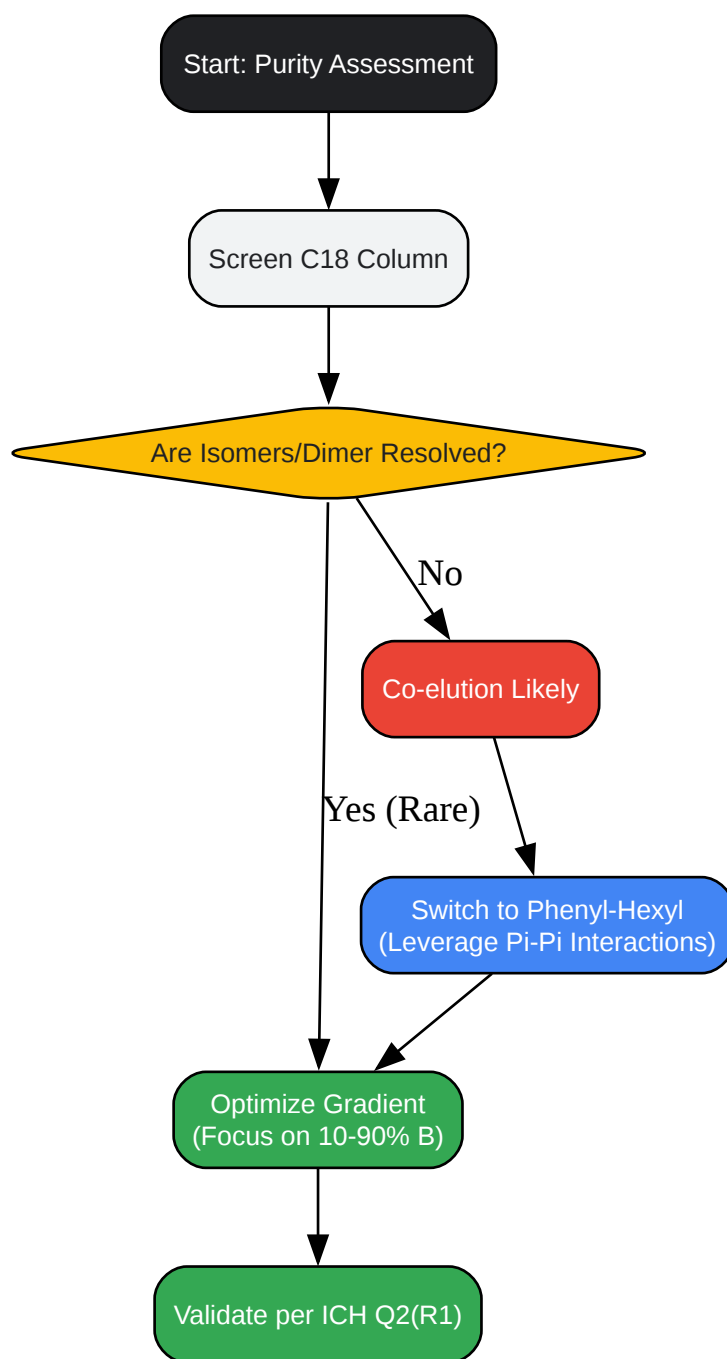 Start: Purity Assessment
Screen C18 Column
Are Isomers/Dimer Resolved?
No
Co-elution Likely
Yes (Rare)
Switch to Phenyl-Hexyl
(Leverage Pi-Pi Interactions)
Optimize Gradient
(Focus on 10-90% B)
Validate per ICH Q2(R1)